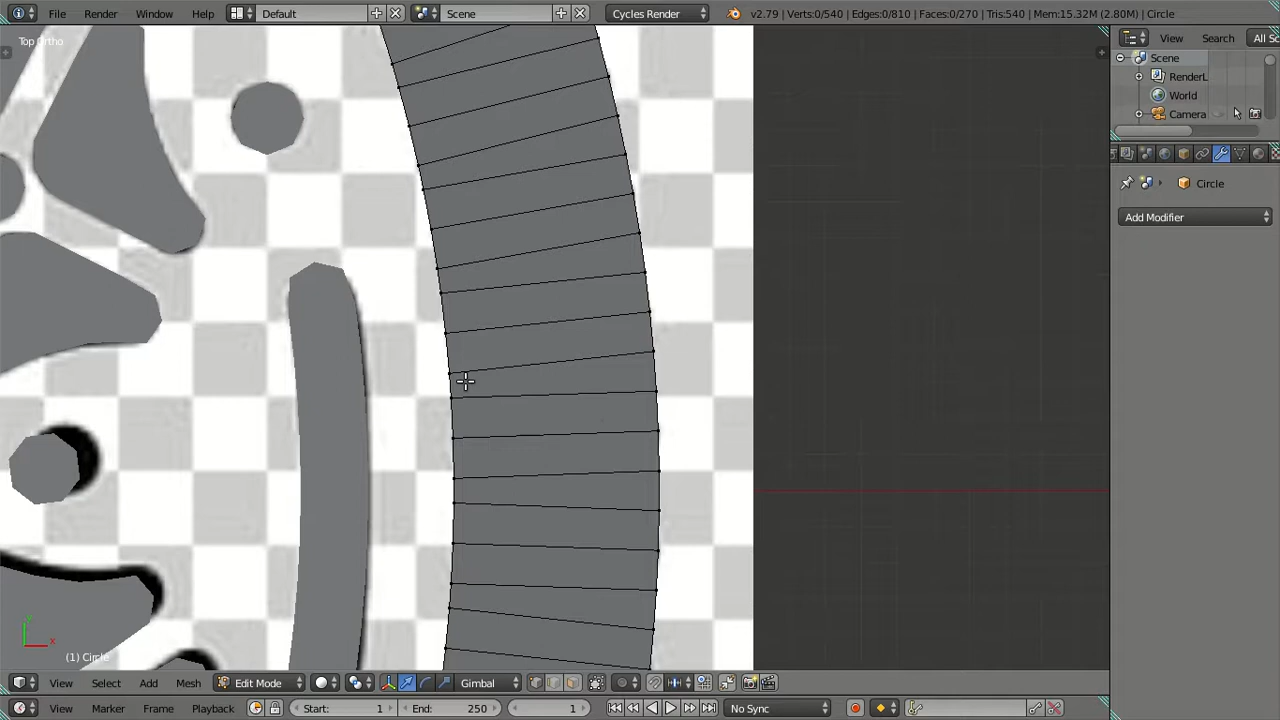 File Render Window Help Default Scene Cycles Render v2.79 | Verts:0/540 | Edges:0/810 | Faces:0/270 | Tris:540 | Mem:15.32M (2.80M) | Circle
Top Ortho
View Search All Sc
Scene
RenderL
World
Camera
Circle
Add Modifier
y
x
(1) Circle
View Select Add Mesh Edit Mode Gimbal
View Marker Frame Playback Start: 1 End: 250 1 No Sync